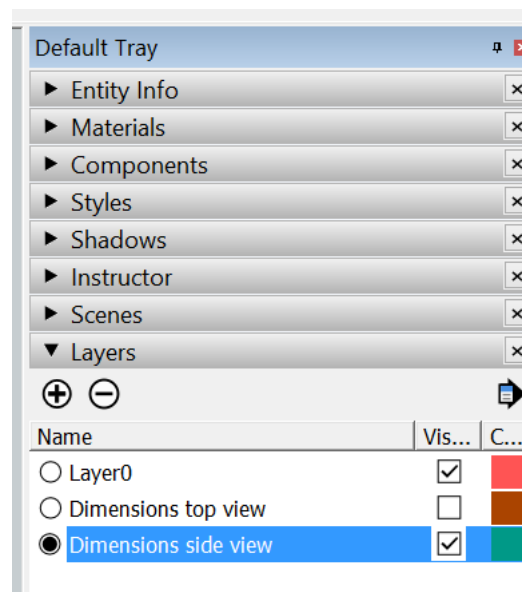 Default Tray
Entity Info
Materials
Components
Styles
Shadows
Instructor
Scenes
Layers
Name Vis... C...
Layer0
Dimensions top view
Dimensions side view